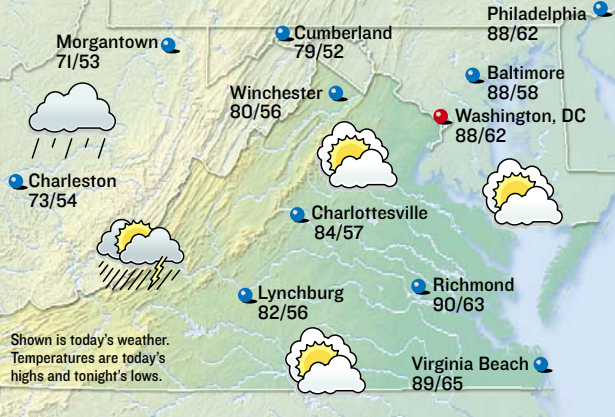 Philadelphia
88/62
Cumberland
79/52
Morgantown
71/53
Baltimore
88/58
Winchester
80/56
Washington, DC
88/62
Charleston
73/54
Charlottesville
84/57
Richmond
90/63
Lynchburg
82/56
Shown is today's weather.
Temperatures are today's
highs and tonight's lows.
Virginia Beach
89/65